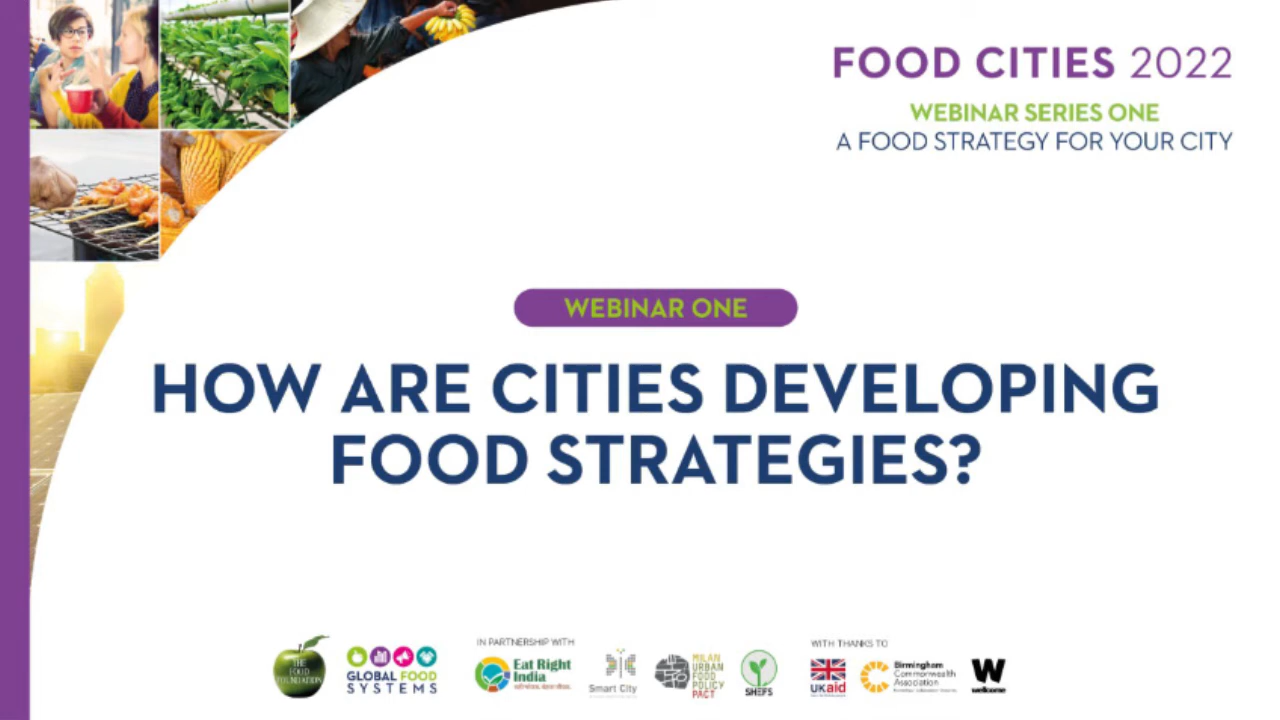 FOOD CITIES 2022
WEBINAR SERIES ONE
A FOOD STRATEGY FOR YOUR CITY
WEBINAR ONE
HOW ARE CITIES DEVELOPING
FOOD STRATEGIES?
THE
FOOD
FOUNDATION
GLOBAL FOOD
SYSTEMS
IN PARTNERSHIP WITH
Eat Right
India
Smart City
MILAN
URBAN
FOOD
POLICY
PACT
SHEFS
WITH THANKS TO
UKaid
Birmingham
Commonwealth
Association
W
wellcome